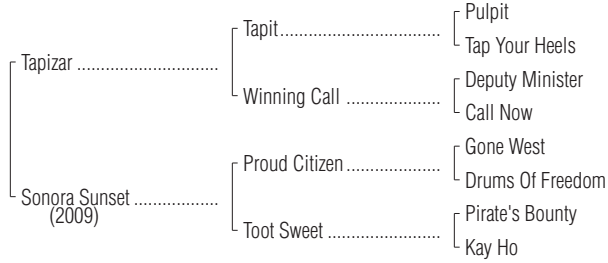 Pulpit
Tapit
Tap Your Heels
Tapizar
Deputy Minister
Winning Call
Call Now
Gone West
Proud Citizen
Drums Of Freedom
Sonora Sunset
(2009)
Pirate's Bounty
Toot Sweet
Kay Ho